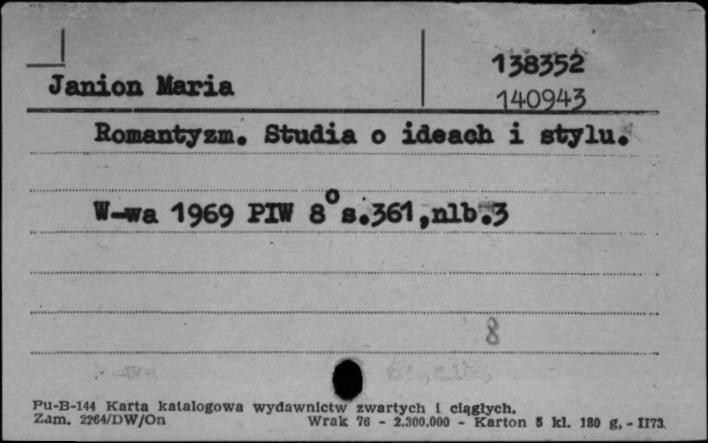 138352
Janion Maria
140943
Romantyzm. Studia o ideach i stylu.
W-wa 1969 PIW 8° s.361,nlb.3
8
Pu-B-144 Karta katalogowa wydawnictw zwartych i ciągłych.
Zam. 2264/DW/On Wrak 76 - 2.300.000 - Karton 5 kl. 180 g. - II73.